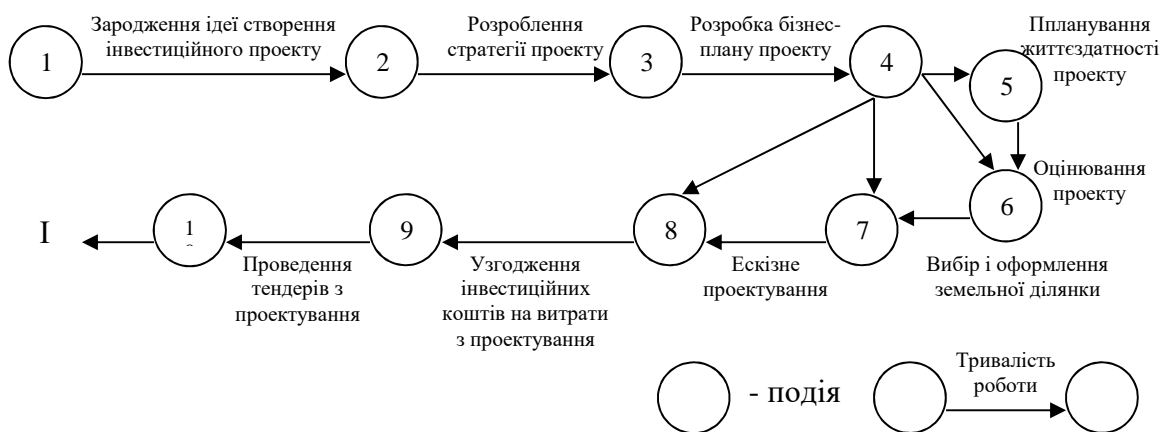 Зародження ідеї створення
інвестиційного проекту
Розроблення
стратегії проекту
Розробка бізнес-
плану проекту
Ппланування
життєздатності
проекту
1
2
3
4
5
Оцінювання
проекту
І
1
9
8
7
6
Проведення
тендерів з
проектування
Узгодження
інвестиційних
коштів на витрати
з проектування
Ескізне
проектування
Вибір і оформлення
земельної ділянки
- подія
Тривалість
роботи